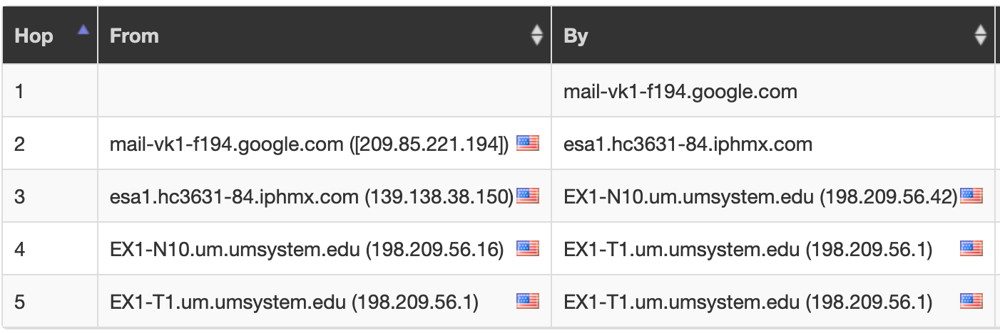 Hop From By
1 mail-vk1-f194.google.com
2 mail-vk1-f194.google.com ([209.85.221.194]) esa1.hc3631-84.iphmx.com
3 esa1.hc3631-84.iphmx.com (139.138.38.150) EX1-N10.um.umsystem.edu (198.209.56.42)
4 EX1-N10.um.umsystem.edu (198.209.56.16) EX1-T1.um.umsystem.edu (198.209.56.1)
5 EX1-T1.um.umsystem.edu (198.209.56.1) EX1-T1.um.umsystem.edu (198.209.56.1)